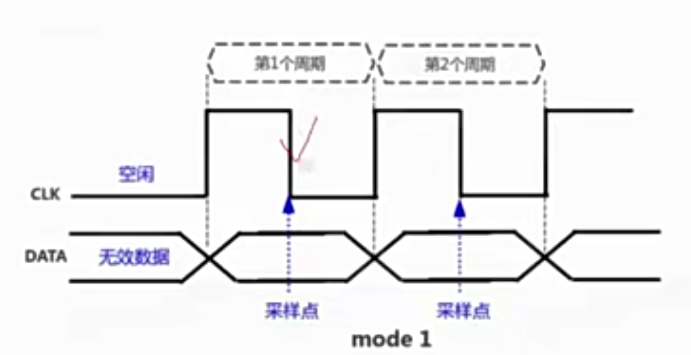 第1个周期 第2个周期
空闲
CLK
DATA 无效数据
采样点 采样点
mode 1